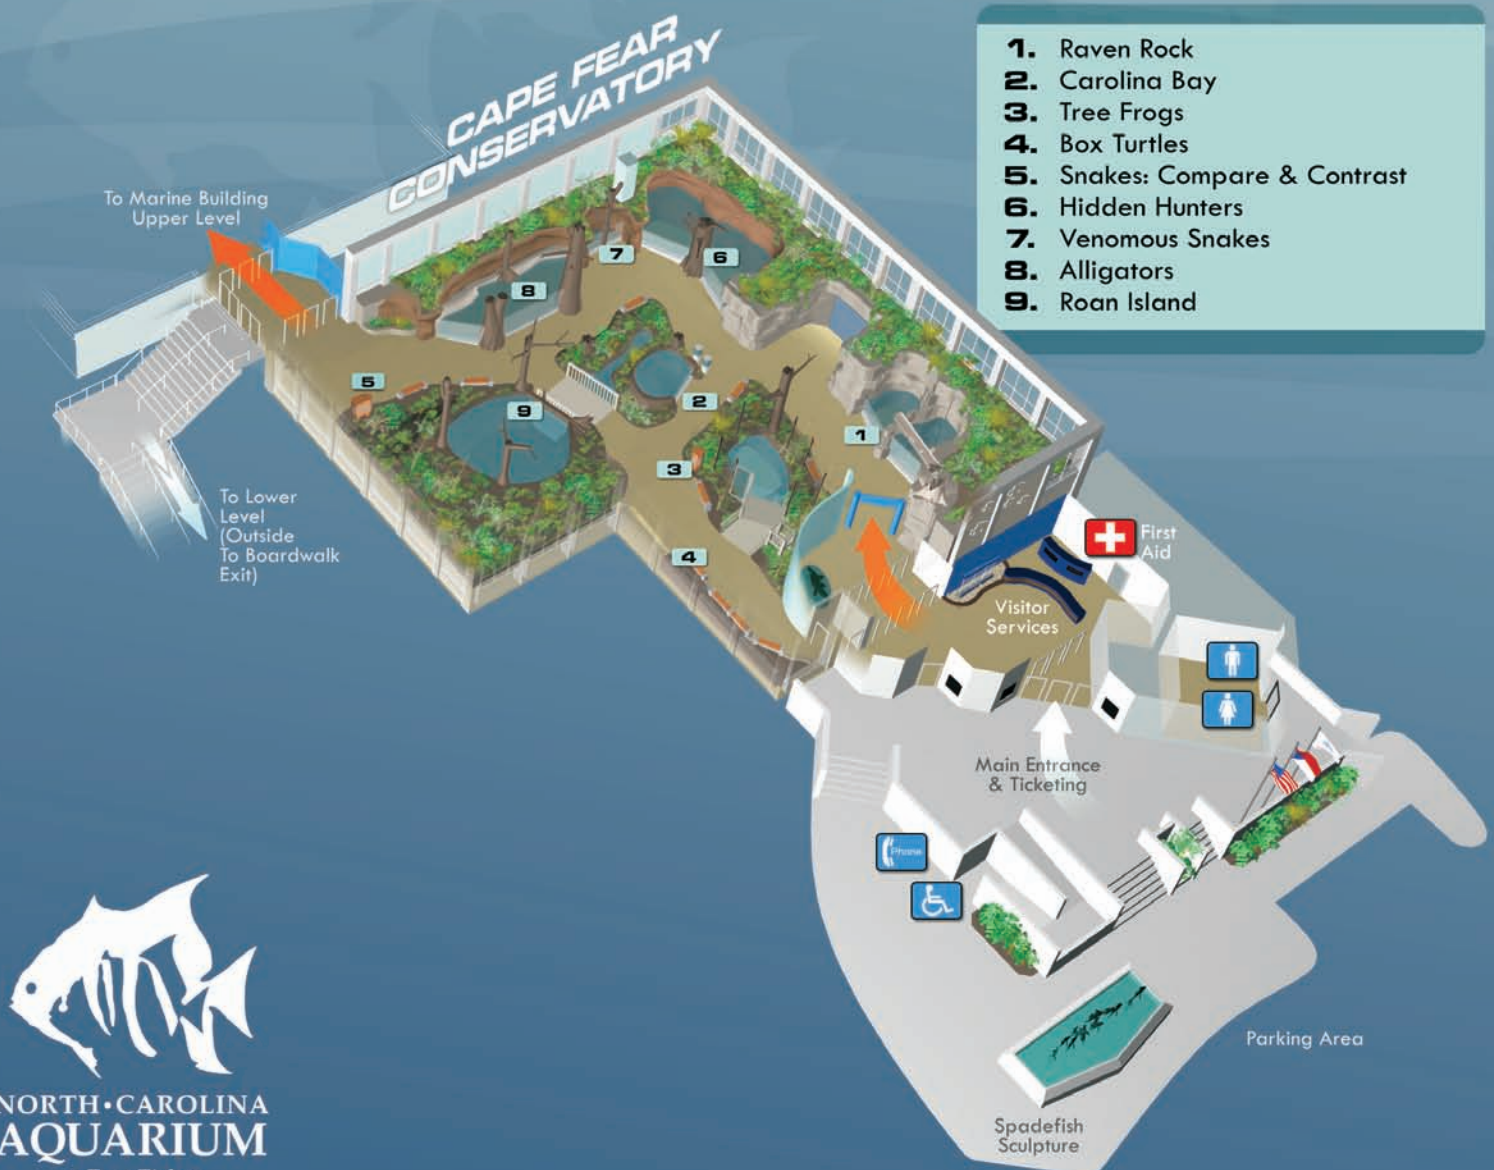 CAPE FEAR
CONSERVATORY
1. Raven Rock
2. Carolina Bay
3. Tree Frogs
4. Box Turtles
5. Snakes: Compare & Contrast
6. Hidden Hunters
7. Venomous Snakes
8. Alligators
9. Roan Island
To Marine Building
Upper Level
7
6
8
5
9
2
1
3
4
To Lower
Level
(Outside
To Boardwalk
Exit)
First
Aid
Visitor
Services
Main Entrance
& Ticketing
Phone
Parking Area
Spadefish
Sculpture
NORTH•CAROLINA
AQUARIUM